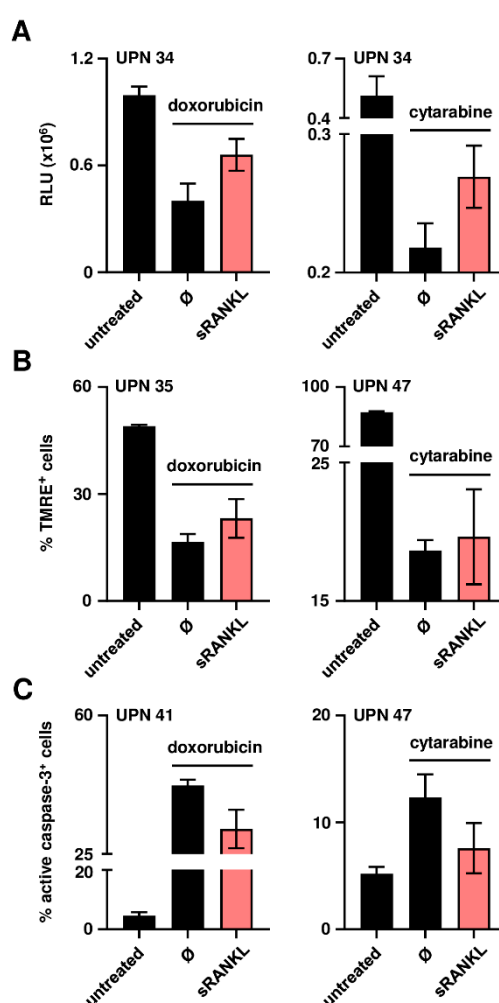 A
UPN 34
doxorubicin
RLU (x10⁶)
1.2
0.6
0
untreated
Ø
sRANKL
UPN 34
cytarabine
0.7
0.4
0.3
0.2
untreated
Ø
sRANKL
B
UPN 35
doxorubicin
% TMRE⁺ cells
60
30
0
untreated
Ø
sRANKL
UPN 47
cytarabine
100
70
25
15
untreated
Ø
sRANKL
C
UPN 41
doxorubicin
% active caspase-3⁺ cells
60
25
20
0
untreated
Ø
sRANKL
UPN 47
cytarabine
20
10
0
untreated
Ø
sRANKL